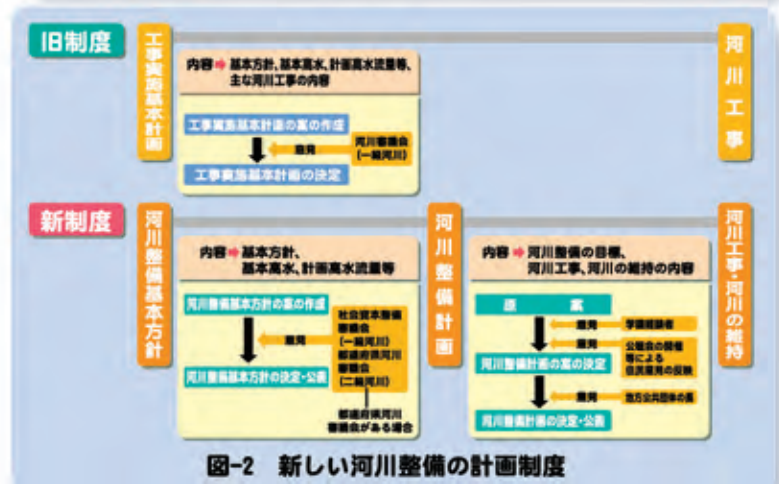 旧制度
工事実施基本計画
内容➡基本方針、基本高水、計画高水流量等、
主な河川工事の内容
工事実施基本計画の案の作成
意見
河川審議会
(一級河川)
工事実施基本計画の決定
河川工事
新制度
河川整備基本方針
内容➡基本方針、
基本高水、計画高水流量等
河川整備基本方針の案の作成
意見
社会資本整備
審議会
(一級河川)
都道府県河川
審議会
(二級河川)
河川整備基本方針の決定・公表
都道府県河川
審議会がある場合
河川整備計画
内容➡河川整備の目標、
河川工事、河川の維持の内容
原案
意見
学識経験者
意見
公聴会の開催
等による
住民意見の反映
河川整備計画の案の決定
意見
地方公共団体の長
河川整備計画の決定・公表
河川工事・河川の維持
図-2 新しい河川整備の計画制度